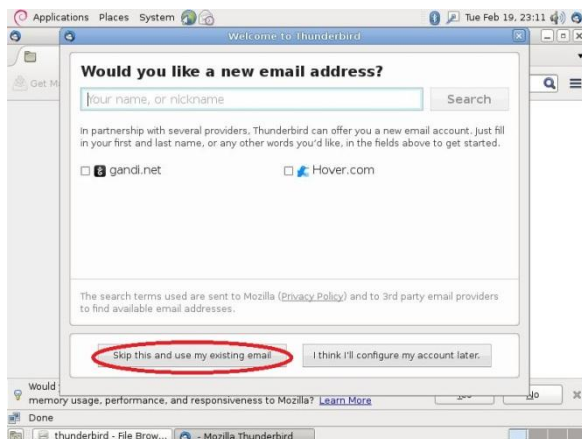 Applications Places System Tue Feb 19, 23:11
Welcome to Thunderbird
Get M
Would you like a new email address?
Your name, or nickname
Search
In partnership with several providers, Thunderbird can offer you a new email account. Just fill
in your first and last name, or any other words you'd like, in the fields above to get started.
gandi.net Hover.com
The search terms used are sent to Mozilla (Privacy Policy) and to 3rd party email providers
to find available email addresses.
Skip this and use my existing email I think I'll configure my account later.
Would
memory usage, performance, and responsiveness to Mozilla? Learn More
No
Done
thunderbird - File Brow... - Mozilla Thunderbird